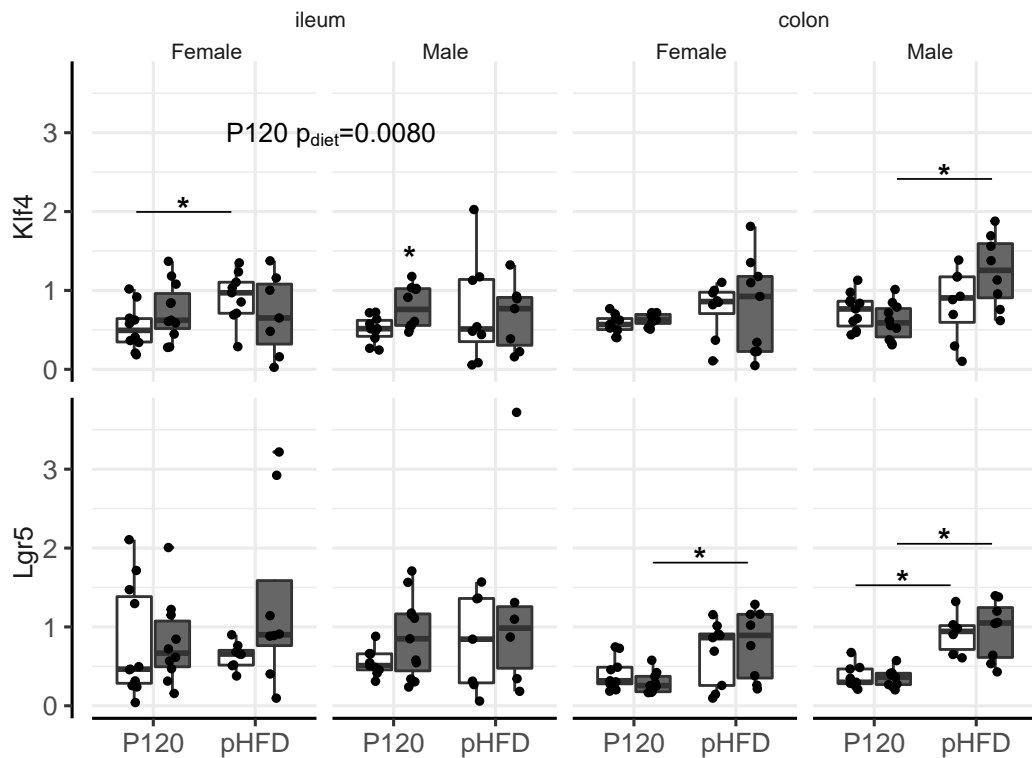 ileum colon
Female Male Female Male
Klf4
3
2
1
0
P120 pdiet=0.0080
*
*
*
Lgr5
3
2
1
0
*
*
*
P120 pHFD P120 pHFD P120 pHFD P120 pHFD